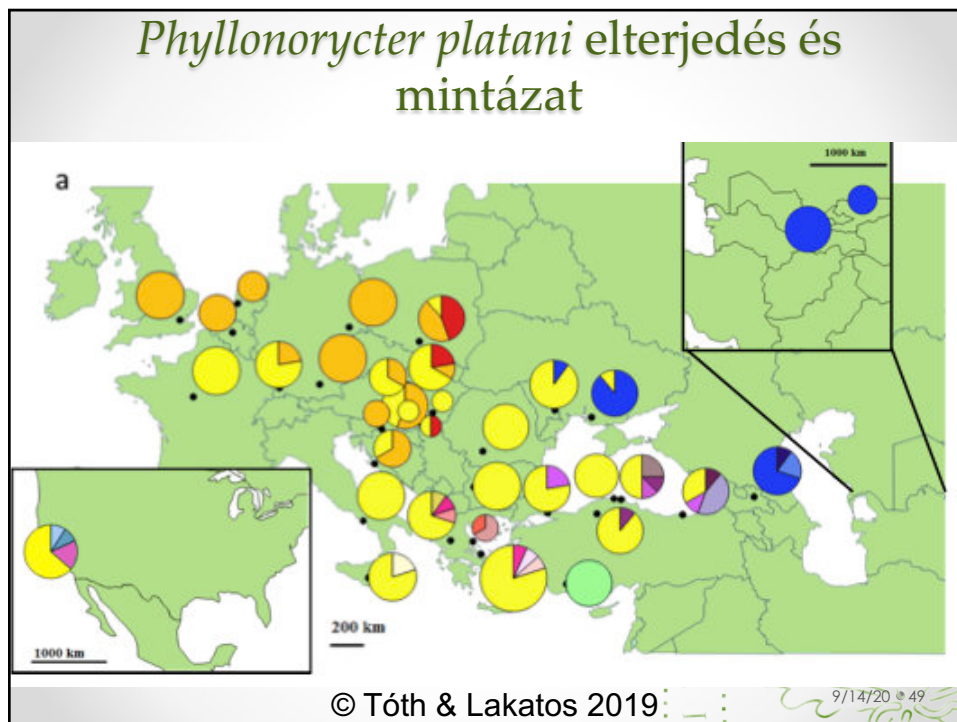 Phyllonorycter platani elterjedés és
mintázat
a
1000 km
200 km
1000 km
© Tóth & Lakatos 2019
9/14/20
49